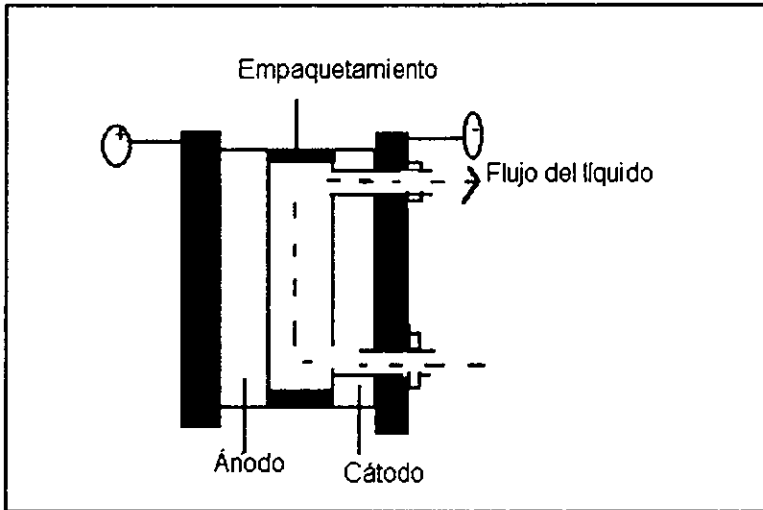 Empaquetamiento
+
-
Flujo del líquido
Ánodo
Cátodo